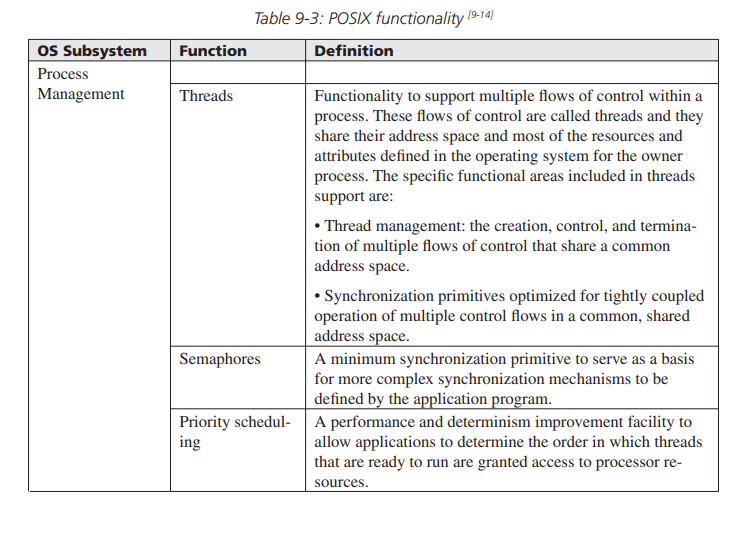 Table 9-3: POSIX functionality [9-14]
OS Subsystem Function Definition
Process
Management
Threads
Functionality to support multiple flows of control within a
process. These flows of control are called threads and they
share their address space and most of the resources and
attributes defined in the operating system for the owner
process. The specific functional areas included in threads
support are:
• Thread management: the creation, control, and termina-
tion of multiple flows of control that share a common
address space.
• Synchronization primitives optimized for tightly coupled
operation of multiple control flows in a common, shared
address space.
Semaphores
A minimum synchronization primitive to serve as a basis
for more complex synchronization mechanisms to be
defined by the application program.
Priority schedul-
ing
A performance and determinism improvement facility to
allow applications to determine the order in which threads
that are ready to run are granted access to processor re-
sources.